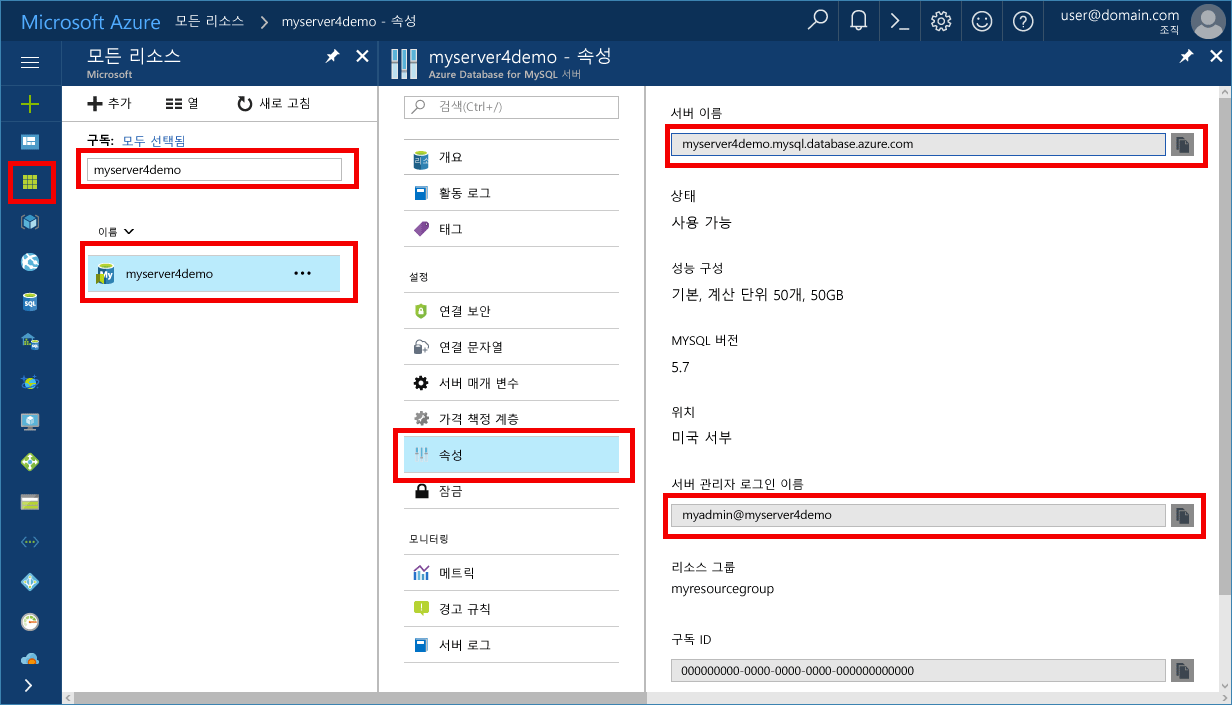 Microsoft Azure 모든 리소스 > myserver4demo - 속성
user@domain.com
조직
모든 리소스
Microsoft
추가 열 새로 고침
구독: 모두 선택됨
myserver4demo
이름
myserver4demo
myserver4demo - 속성
Azure Database for MySQL 서버
검색(Ctrl+/)
개요
활동 로그
태그
설정
연결 보안
연결 문자열
서버 매개 변수
가격 책정 계층
속성
잠금
모니터링
메트릭
경고 규칙
서버 로그
서버 이름
myserver4demo.mysql.database.azure.com
상태
사용 가능
성능 구성
기본, 계산 단위 50개, 50GB
MYSQL 버전
5.7
위치
미국 서부
서버 관리자 로그인 이름
myadmin@myserver4demo
리소스 그룹
myresourcegroup
구독 ID
000000000-0000-0000-0000-000000000000